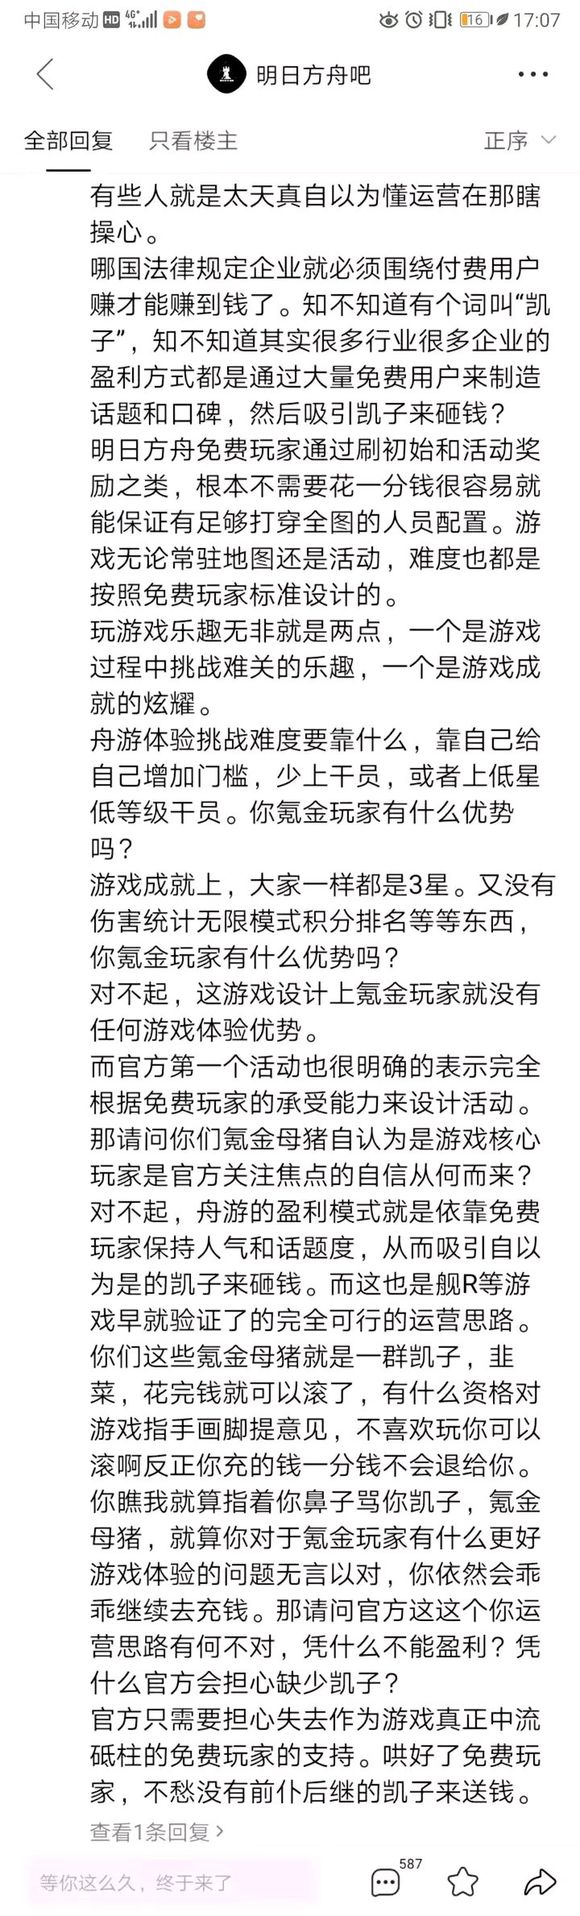 中国移动 HD 4G+ 16 17:07
明日方舟吧
全部回复 只看楼主 正序
有些人就是太天真自以为懂运营在那瞎
操心。
哪国法律规定企业就必须围绕付费用户
赚才能赚到钱了。知不知道有个词叫“凯
子”，知不知道其实很多行业很多企业的
盈利方式都是通过大量免费用户来制造
话题和口碑，然后吸引凯子来砸钱？
明日方舟免费玩家通过刷初始和活动奖
励之类，根本不需要花一分钱很容易就
能保证有足够打穿全图的人员配置。游
戏无论常驻地图还是活动，难度也都是
按照免费玩家标准设计的。
玩游戏乐趣无非就是两点，一个是游戏
过程中挑战难关的乐趣，一个是游戏成
就的炫耀。
舟游体验挑战难度要靠什么，靠自己给
自己增加门槛，少上干员，或者上低星
低等级干员。你氪金玩家有什么优势
吗？
游戏成就上，大家一样都是3星。又没有
伤害统计无限模式积分排名等等东西，
你氪金玩家有什么优势吗？
对不起，这游戏设计上氪金玩家就没有
任何游戏体验优势。
而官方第一个活动也很明确的表示完全
根据免费玩家的承受能力来设计活动。
那请问你们氪金母猪自认为是游戏核心
玩家是官方关注焦点的自信从何而来？
对不起，舟游的盈利模式就是依靠免费
玩家保持人气和话题度，从而吸引自以
为是的凯子来砸钱。而这也是舰R等游
戏早就验证了的完全可行的运营思路。
你们这些氪金母猪就是一群凯子，韭
菜，花完钱就可以滚了，有什么资格对
游戏指手画脚提意见，不喜欢玩你可以
滚啊反正你充的钱一分钱不会退给你。
你瞧我就算指着你鼻子骂你凯子，氪金
母猪，就算你对于氪金玩家有什么更好
游戏体验的问题无言以对，你依然会乖
乖继续去充钱。那请问官方这这个你运
营思路有何不对，凭什么不能盈利？凭
什么官方会担心缺少凯子？
官方只需要担心失去作为游戏真正中流
砥柱的免费玩家的支持。哄好了免费玩
家，不愁没有前仆后继的凯子来送钱。
查看1条回复
等你这么久，终于来了 587